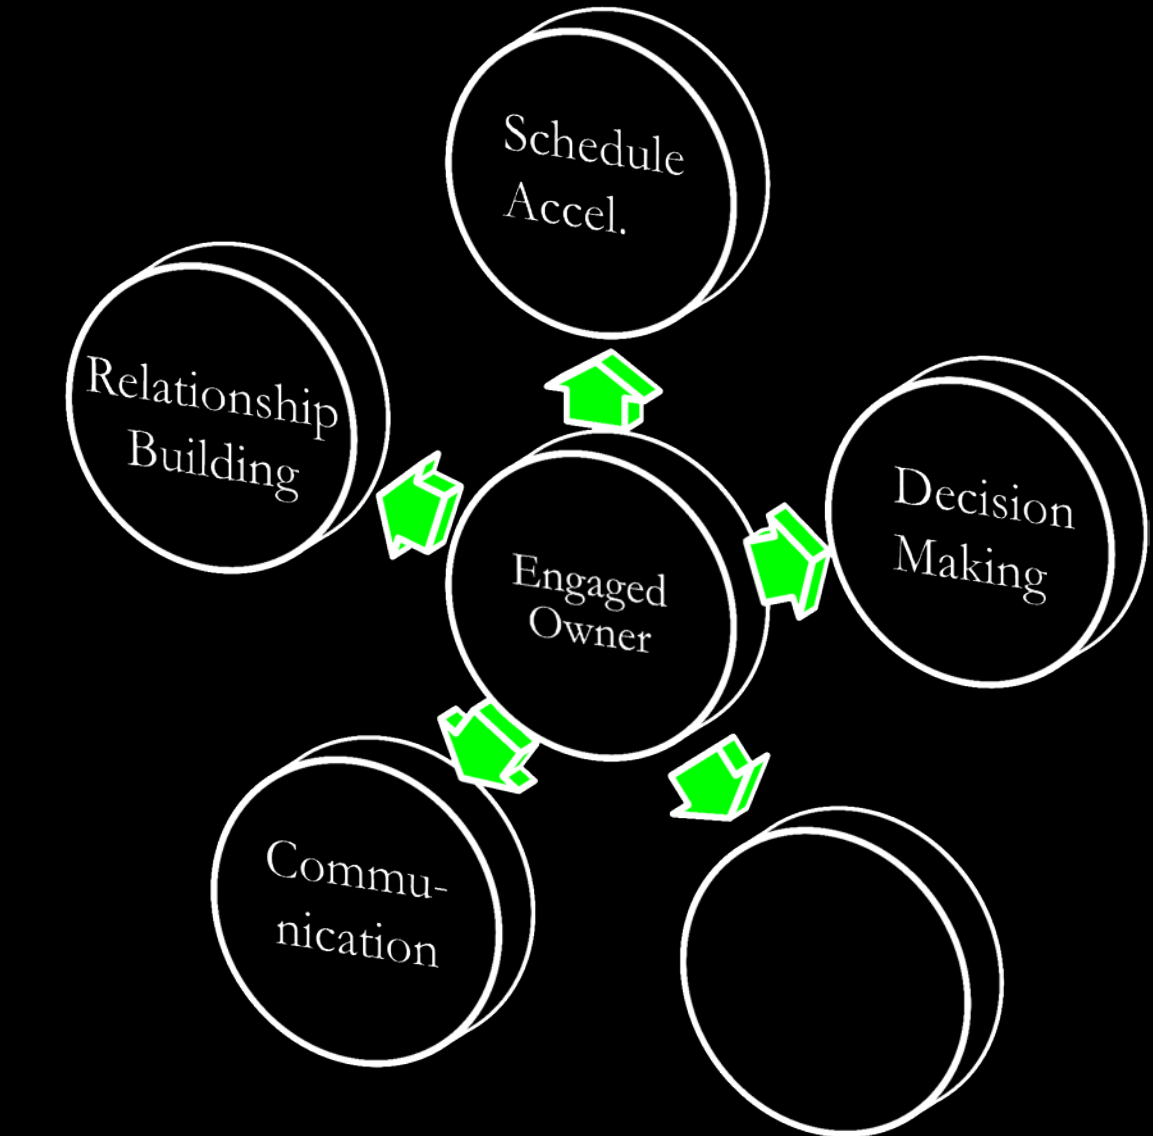 Schedule
Accel.
Relationship
Building
Decision
Making
Engaged
Owner
Commu-
nication